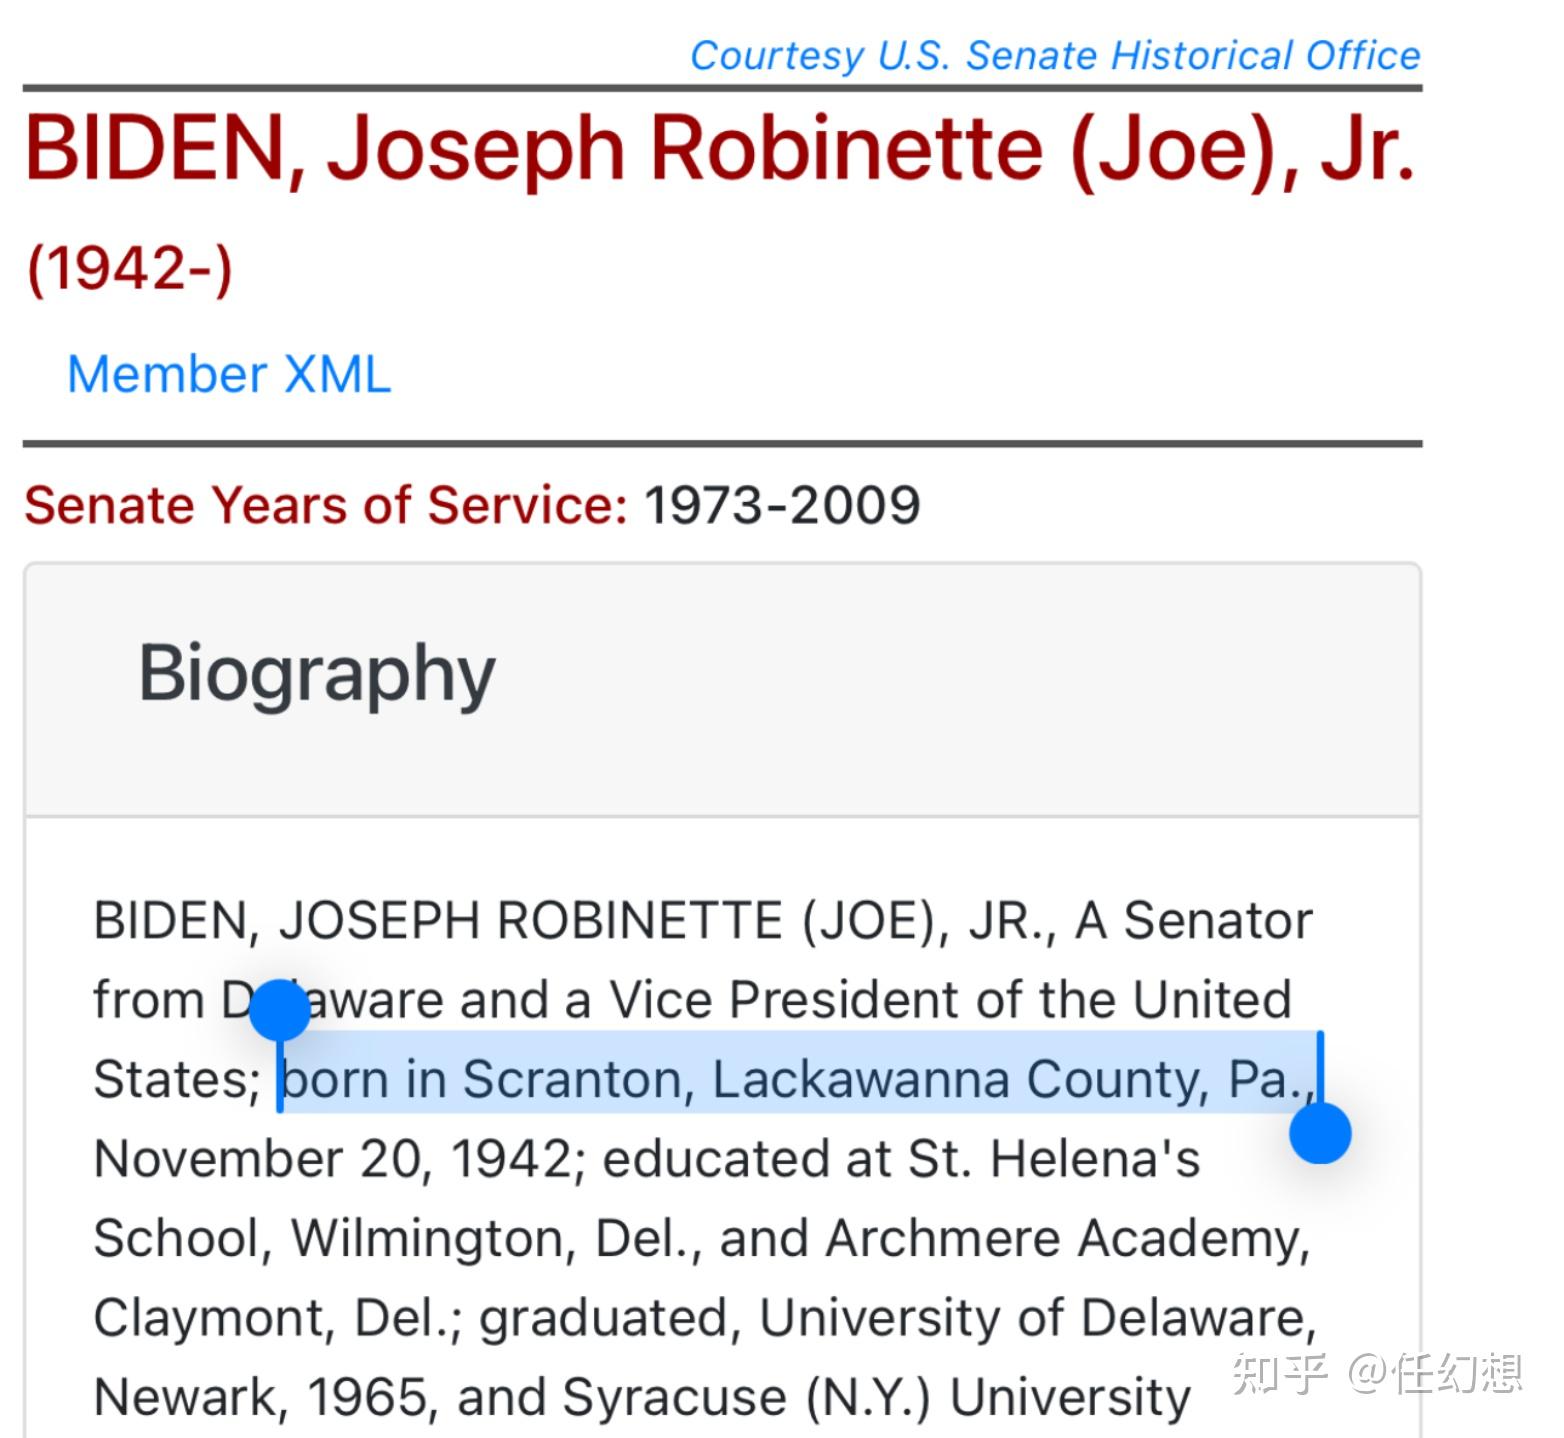 Courtesy U.S. Senate Historical Office
BIDEN, Joseph Robinette (Joe), Jr.
(1942-)
Member XML
Senate Years of Service: 1973-2009
Biography
BIDEN, JOSEPH ROBINETTE (JOE), JR., A Senator
from Delaware and a Vice President of the United
States; born in Scranton, Lackawanna County, Pa.,
November 20, 1942; educated at St. Helena's
School, Wilmington, Del., and Archmere Academy,
Claymont, Del.; graduated, University of Delaware,
Newark, 1965, and Syracuse (N.Y.) University
知乎 @任幻想